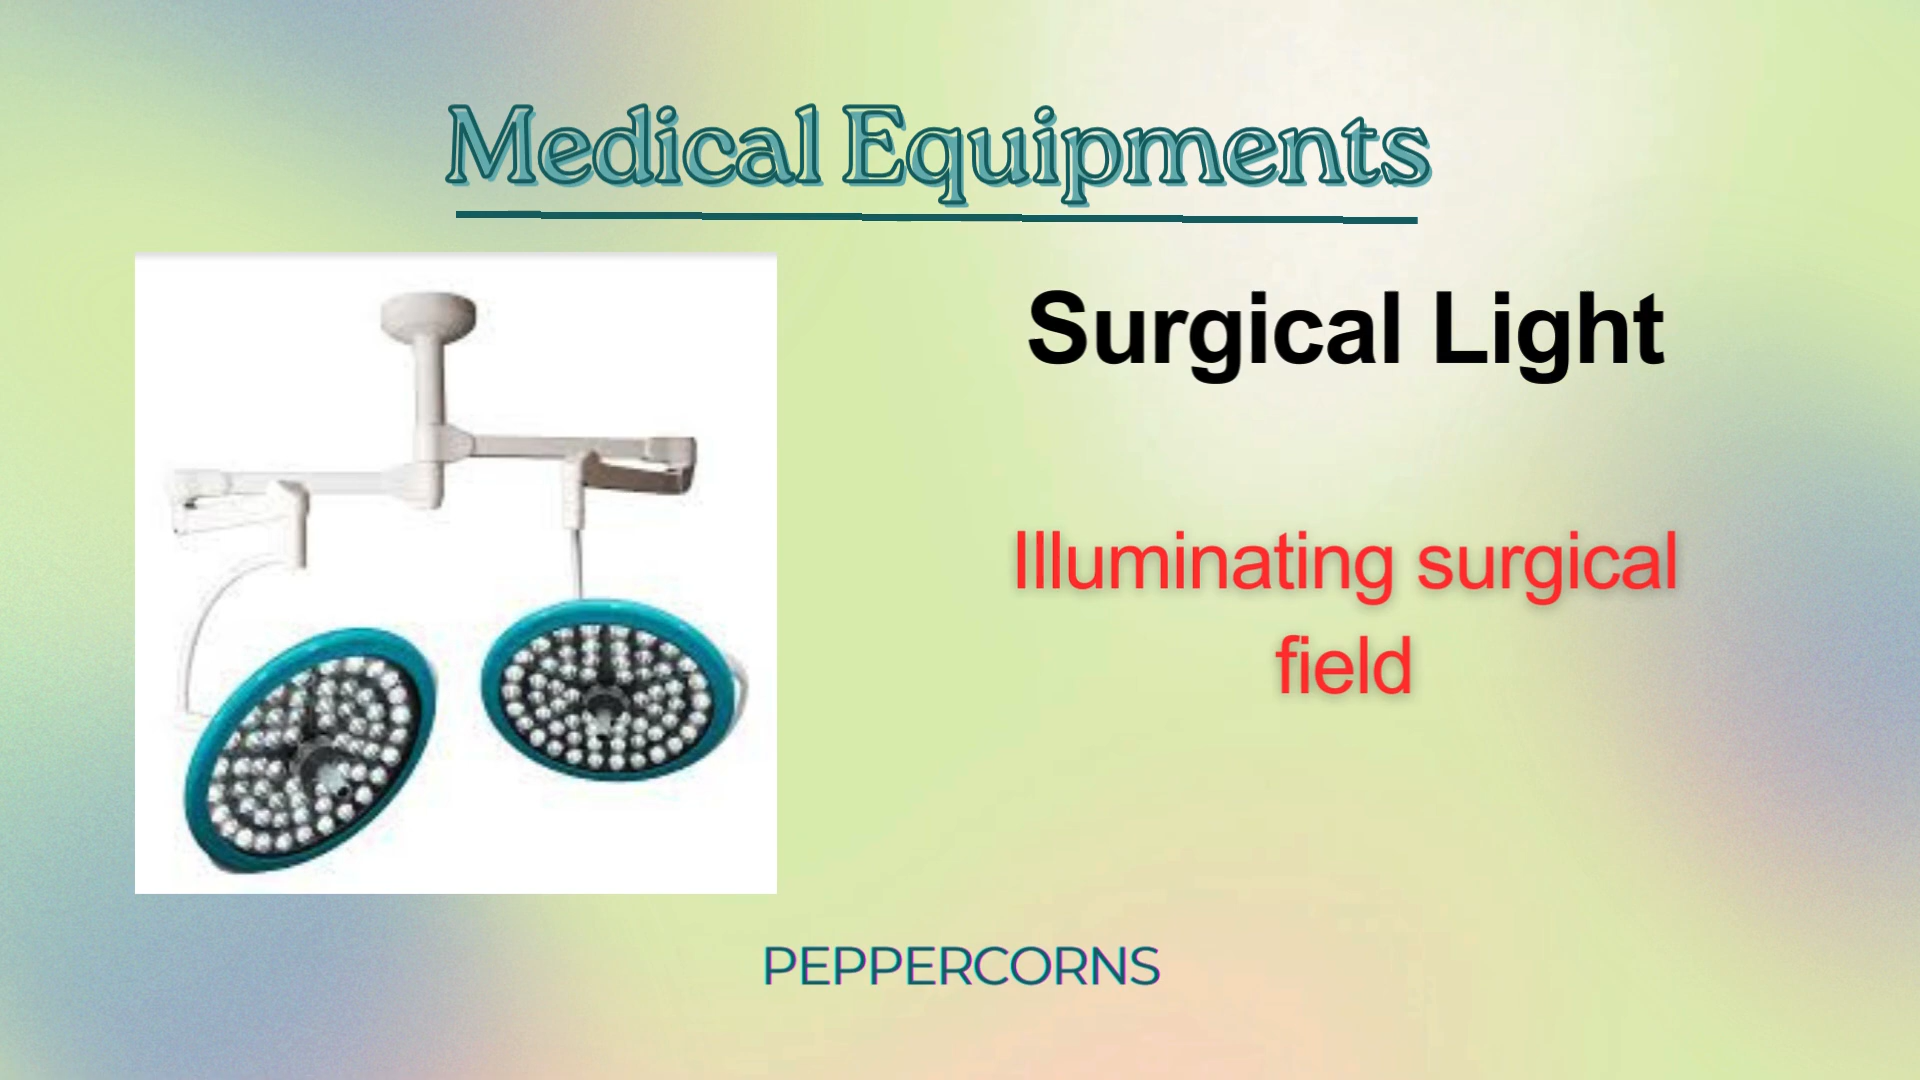 Medical Equipments
Surgical Light
Illuminating surgical
field
PEPPERCORNS